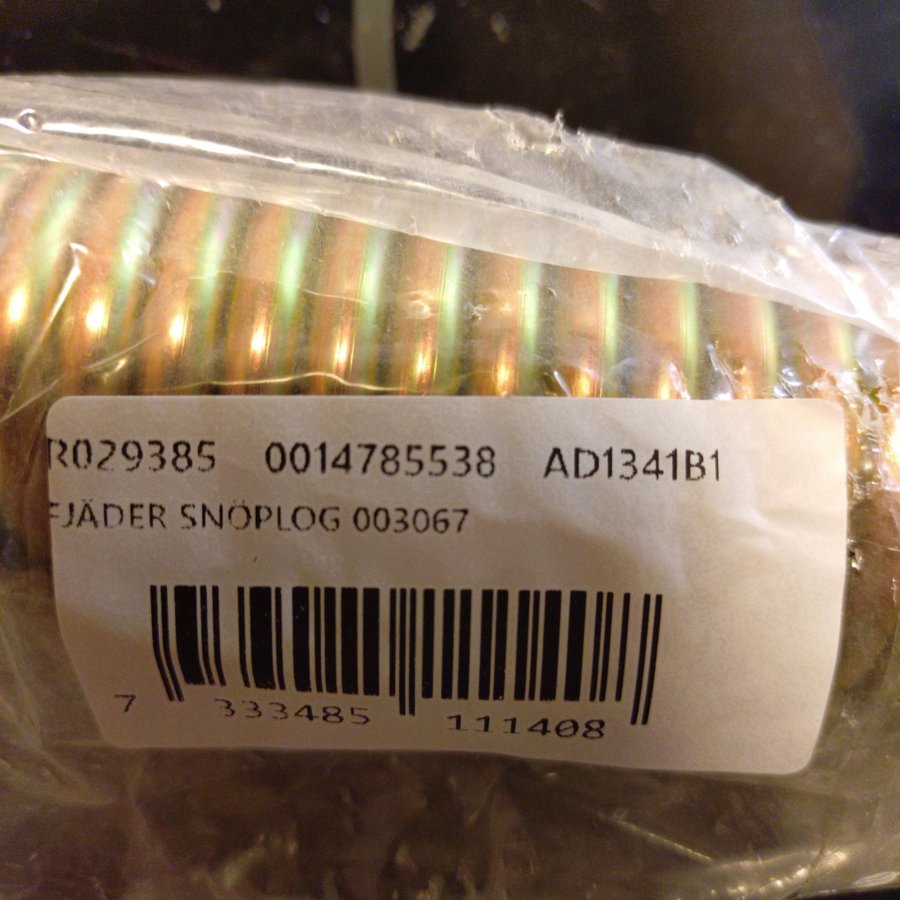 R029385 0014785538 AD1341B1
FJÄDER SNÖPLOG 003067
7 333485 111408